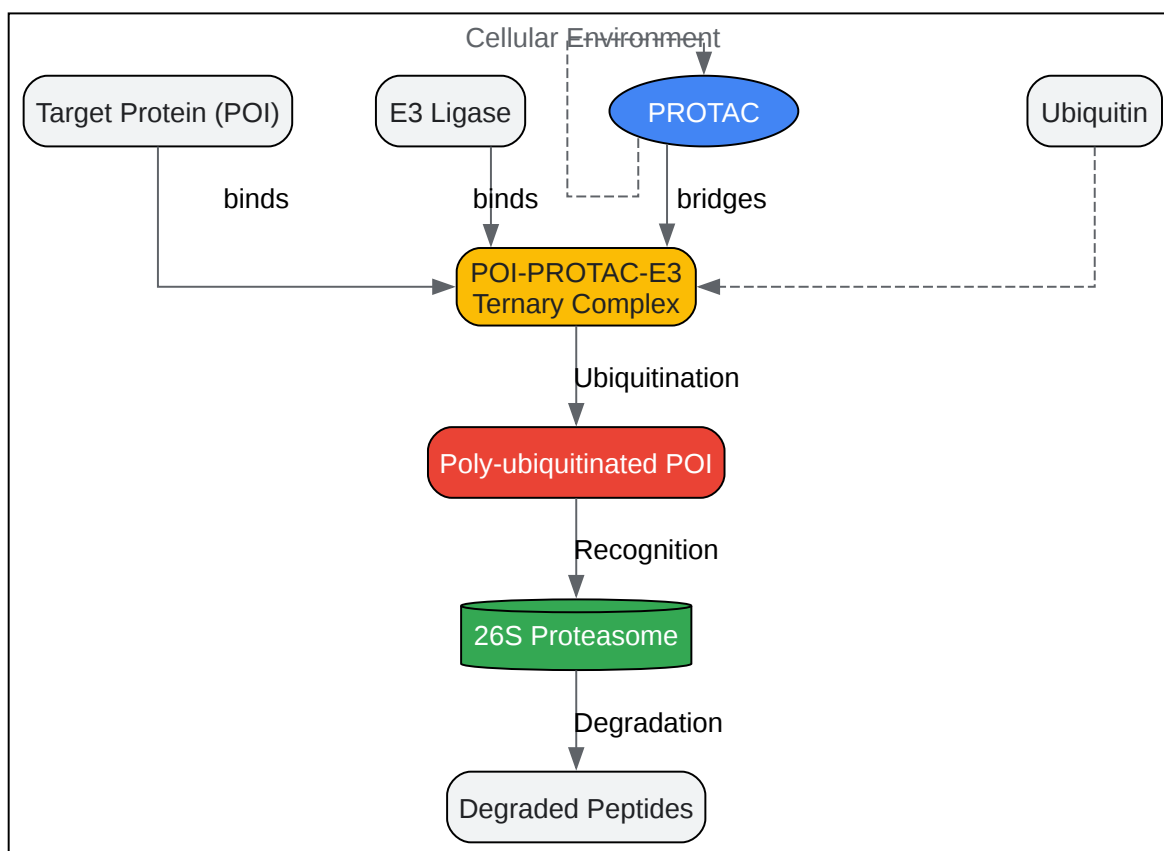 Cellular Environment
Target Protein (POI)
E3 Ligase
PROTAC
Ubiquitin
binds
binds
bridges
POI-PROTAC-E3
Ternary Complex
Ubiquitination
Poly-ubiquitinated POI
Recognition
26S Proteasome
Degradation
Degraded Peptides